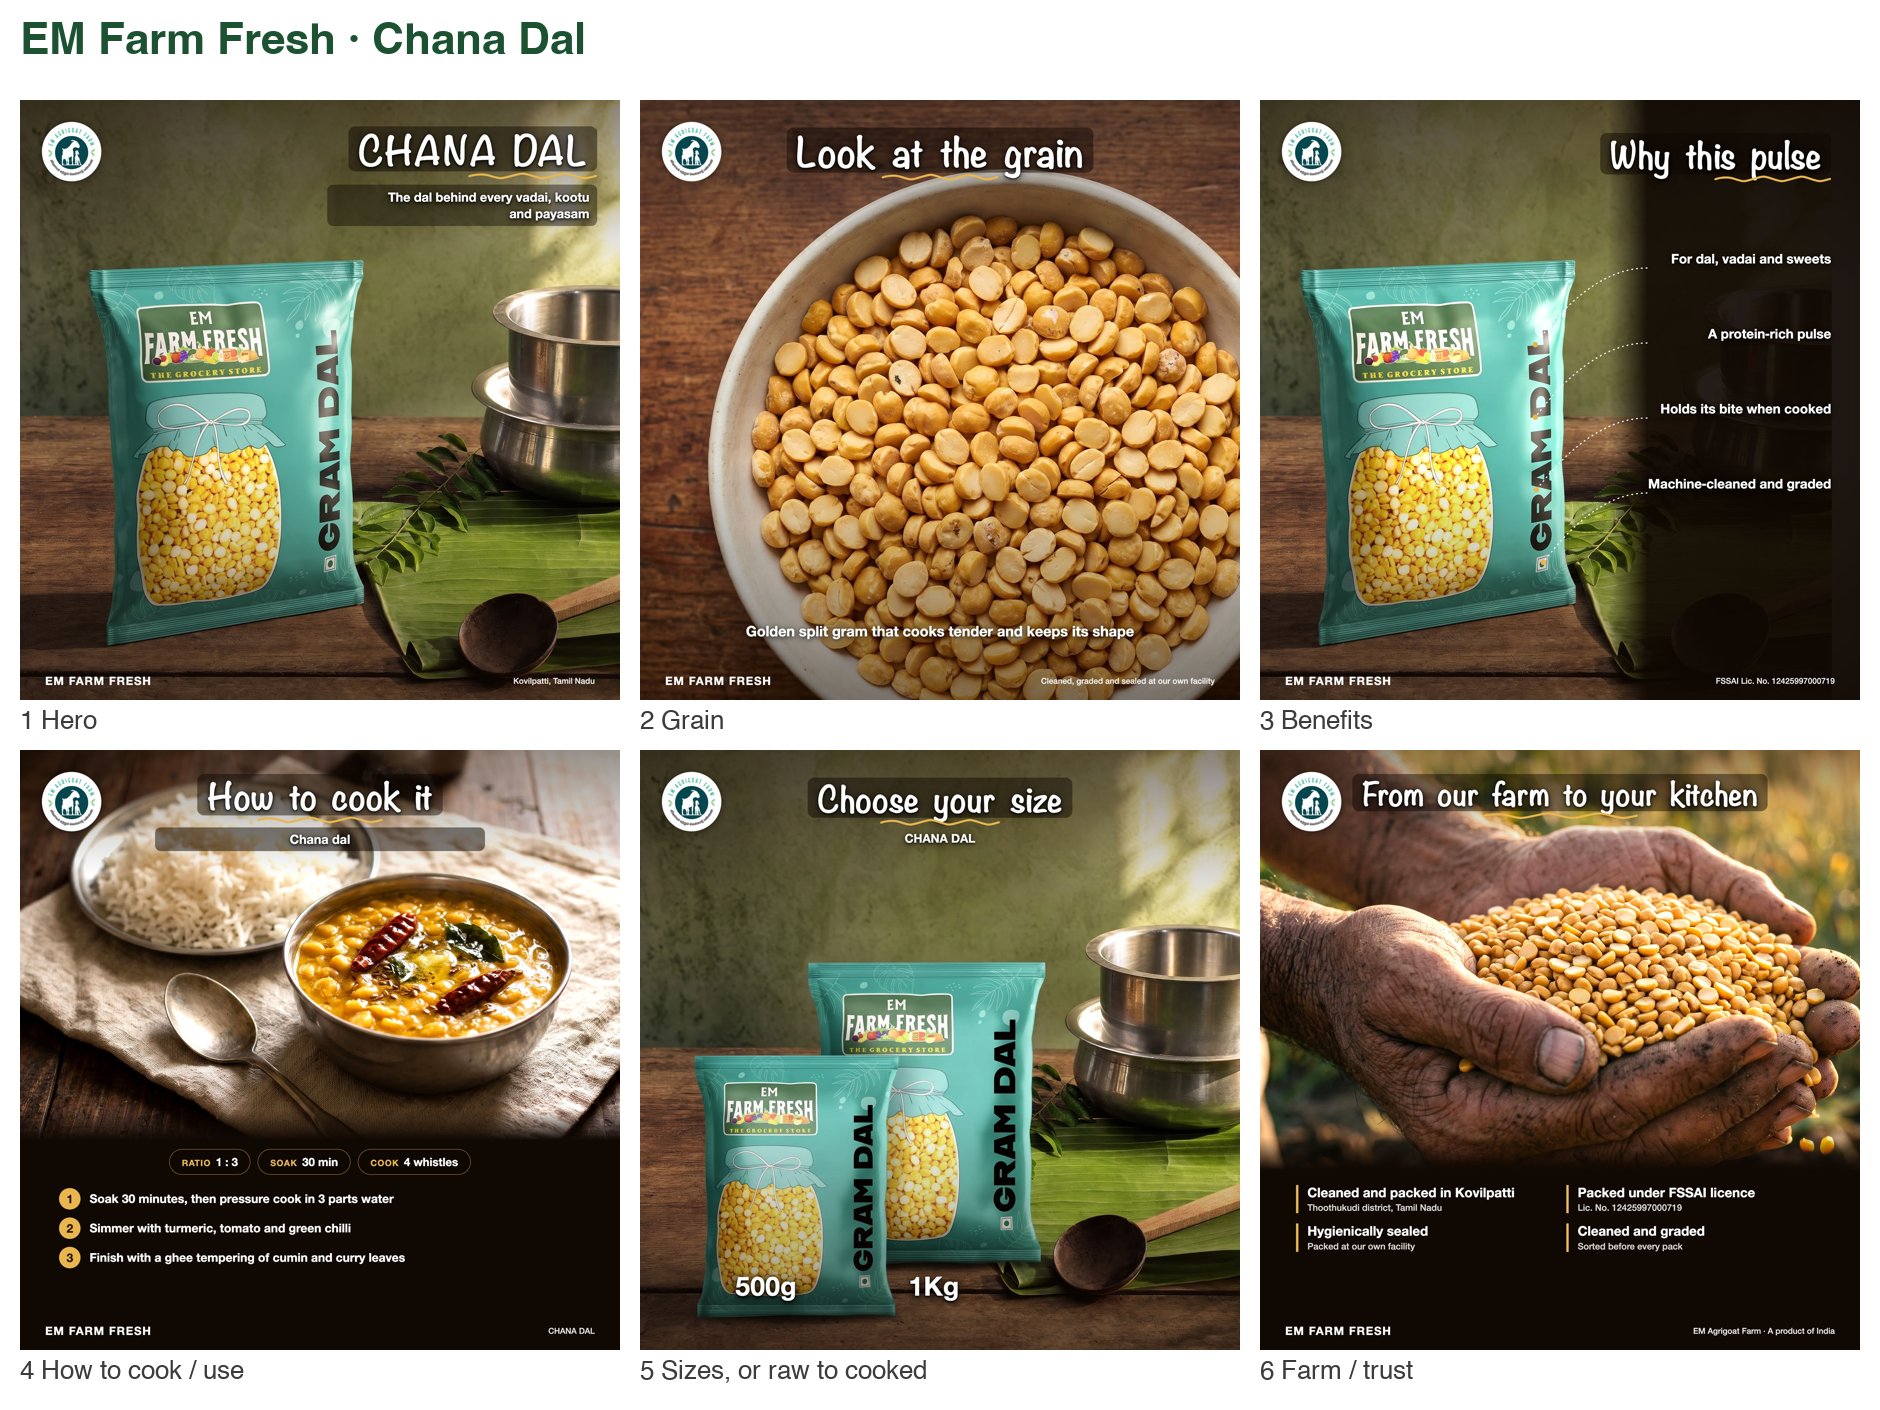 EM Farm Fresh · Chana Dal
CHANA DAL
The dal behind every vadai, kootu
and payasam
EM
FARM FRESH
THE GROCERY STORE
GRAM DAL
EM FARM FRESH
Kovilpatti, Tamil Nadu
1 Hero
Look at the grain
Golden split gram that cooks tender and keeps its shape
EM FARM FRESH
Cleaned, graded and sealed at our own facility
2 Grain
Why this pulse
For dal, vadai and sweets
A protein-rich pulse
Holds its bite when cooked
Machine-cleaned and graded
EM
FARM FRESH
THE GROCERY STORE
GRAM DAL
EM FARM FRESH
FSSAI Lic. No. 12425997000719
3 Benefits
How to cook it
Chana dal
RATIO 1 : 3
SOAK 30 min
COOK 4 whistles
1 Soak 30 minutes, then pressure cook in 3 parts water
2 Simmer with turmeric, tomato and green chilli
3 Finish with a ghee tempering of cumin and curry leaves
EM FARM FRESH
CHANA DAL
4 How to cook / use
Choose your size
CHANA DAL
EM
FARM FRESH
THE GROCERY STORE
GRAM DAL
EM
FARM FRESH
THE GROCERY STORE
GRAM DAL
500g
1Kg
5 Sizes, or raw to cooked
From our farm to your kitchen
Cleaned and packed in Kovilpatti
Thoothukudi district, Tamil Nadu
Packed under FSSAI licence
Lic. No. 12425997000719
Hygienically sealed
Packed at our own facility
Cleaned and graded
Sorted before every pack
EM FARM FRESH
EM Agrigoat Farm · A product of India
6 Farm / trust